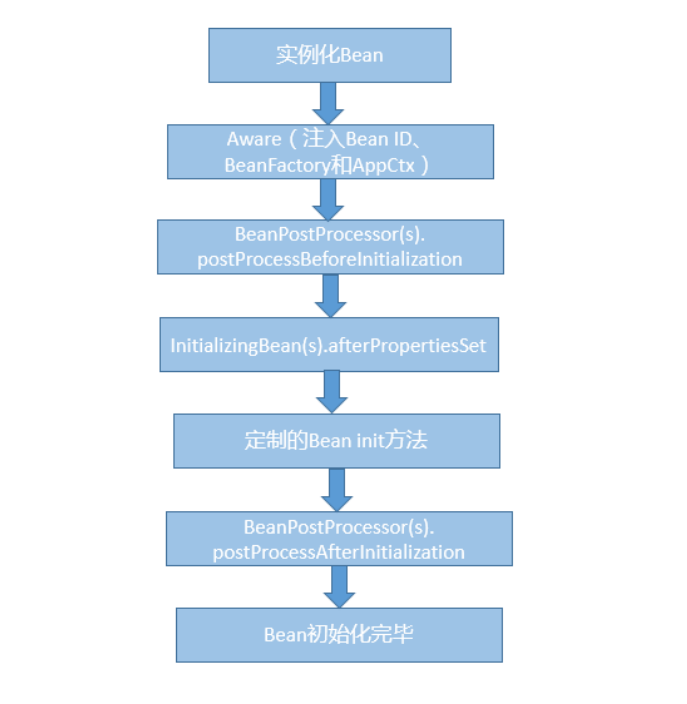 实例化Bean
Aware（注入Bean ID、
BeanFactory和AppCtx）
BeanPostProcessor(s).
postProcessBeforeInitialization
InitializingBean(s).afterPropertiesSet
定制的Bean init方法
BeanPostProcessor(s).
postProcessAfterInitialization
Bean初始化完毕